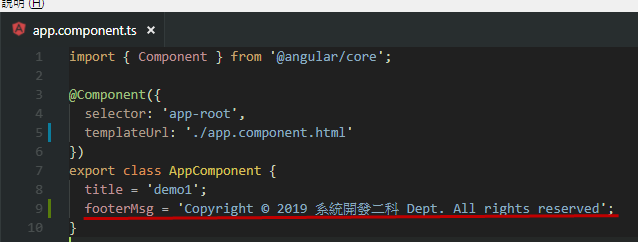 說明(H)
app.component.ts ×
1 import { Component } from '@angular/core';
2
3 @Component({
4   selector: 'app-root',
5   templateUrl: './app.component.html'
6 })
7 export class AppComponent {
8   title = 'demo1';
9   footerMsg = 'Copyright © 2019 系統開發二科 Dept. All rights reserved';
10 }